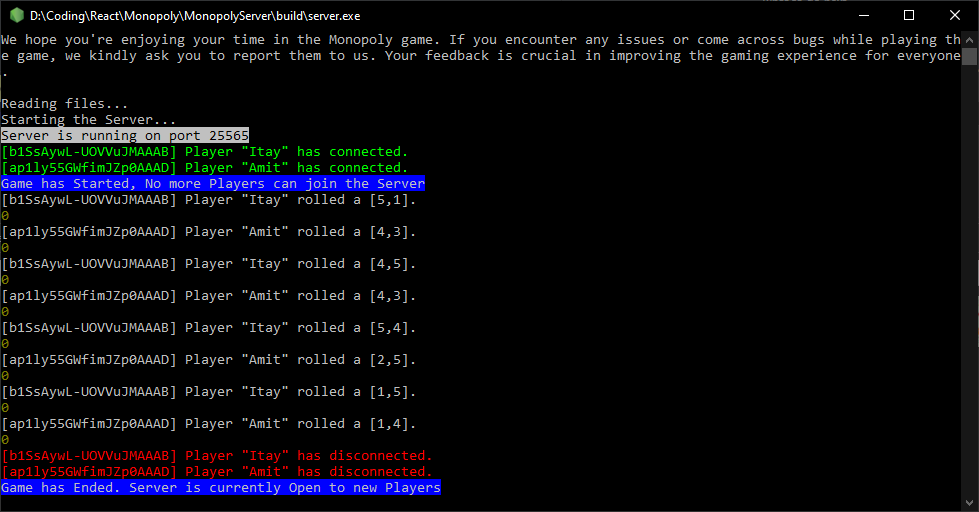 D:\Coding\React\Monopoly\MonopolyServer\build\server.exe
We hope you're enjoying your time in the Monopoly game. If you encounter any issues or come across bugs while playing th
e game, we kindly ask you to report them to us. Your feedback is crucial in improving the gaming experience for everyone
.
Reading files...
Starting the Server...
Server is running on port 25565
[b1SsAywL-UOVVuJMAAAB] Player "Itay" has connected.
[ap1ly55GWfimJZp0AAAD] Player "Amit" has connected.
Game has Started, No more Players can join the Server
[b1SsAywL-UOVVuJMAAAB] Player "Itay" rolled a [5,1].
0
[ap1ly55GWfimJZp0AAAD] Player "Amit" rolled a [4,3].
0
[b1SsAywL-UOVVuJMAAAB] Player "Itay" rolled a [4,5].
0
[ap1ly55GWfimJZp0AAAD] Player "Amit" rolled a [4,3].
0
[b1SsAywL-UOVVuJMAAAB] Player "Itay" rolled a [5,4].
0
[ap1ly55GWfimJZp0AAAD] Player "Amit" rolled a [2,5].
0
[b1SsAywL-UOVVuJMAAAB] Player "Itay" rolled a [1,5].
0
[ap1ly55GWfimJZp0AAAD] Player "Amit" rolled a [1,4].
0
[b1SsAywL-UOVVuJMAAAB] Player "Itay" has disconnected.
[ap1ly55GWfimJZp0AAAD] Player "Amit" has disconnected.
Game has Ended. Server is currently Open to new Players